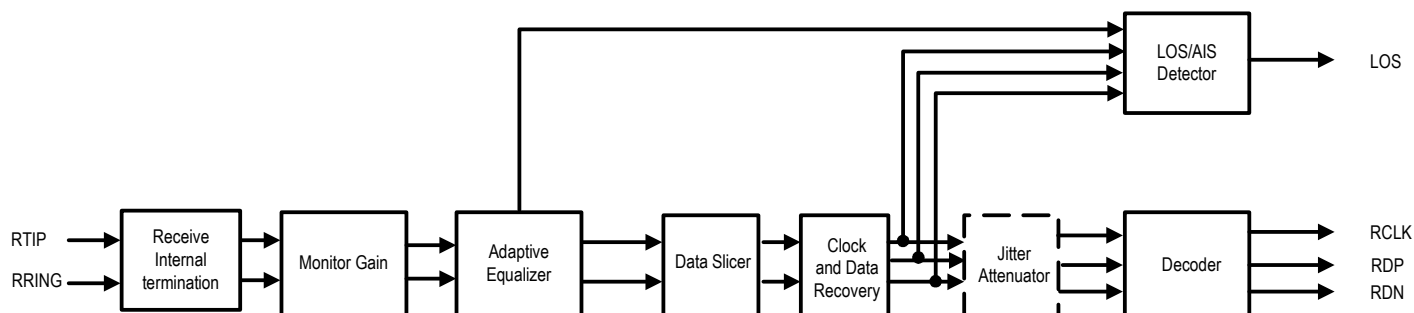 LOS/AIS
Detector
LOS
RTIP
RRING
Receive
Internal
termination
Monitor Gain
Adaptive
Equalizer
Data Slicer
Clock
and Data
Recovery
Jitter
Attenuator
Decoder
RCLK
RDP
RDN